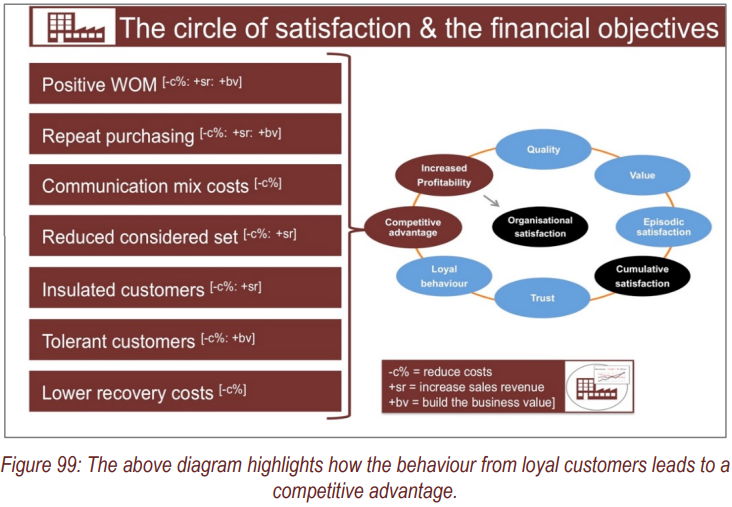 The circle of satisfaction & the financial objectives
Positive WOM [-c%: +sr: +bv]
Repeat purchasing [-c%: +sr: +bv]
Communication mix costs [-c%]
Reduced considered set [-c%: +sr]
Insulated customers [-c%: +sr]
Tolerant customers [-c%: +bv]
Lower recovery costs [-c%]
Quality
Value
Episodic
satisfaction
Cumulative
satisfaction
Trust
Loyal
behaviour
Competitive
advantage
Increased
Profitability
Organisational
satisfaction
-c% = reduce costs
+sr = increase sales revenue
+bv = build the business value]
Figure 99: The above diagram highlights how the behaviour from loyal customers leads to a
competitive advantage.